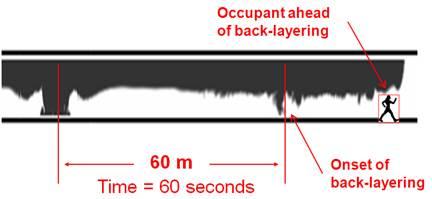 Occupant ahead
of back-layering
60 m
Time = 60 seconds
Onset of
back-layering